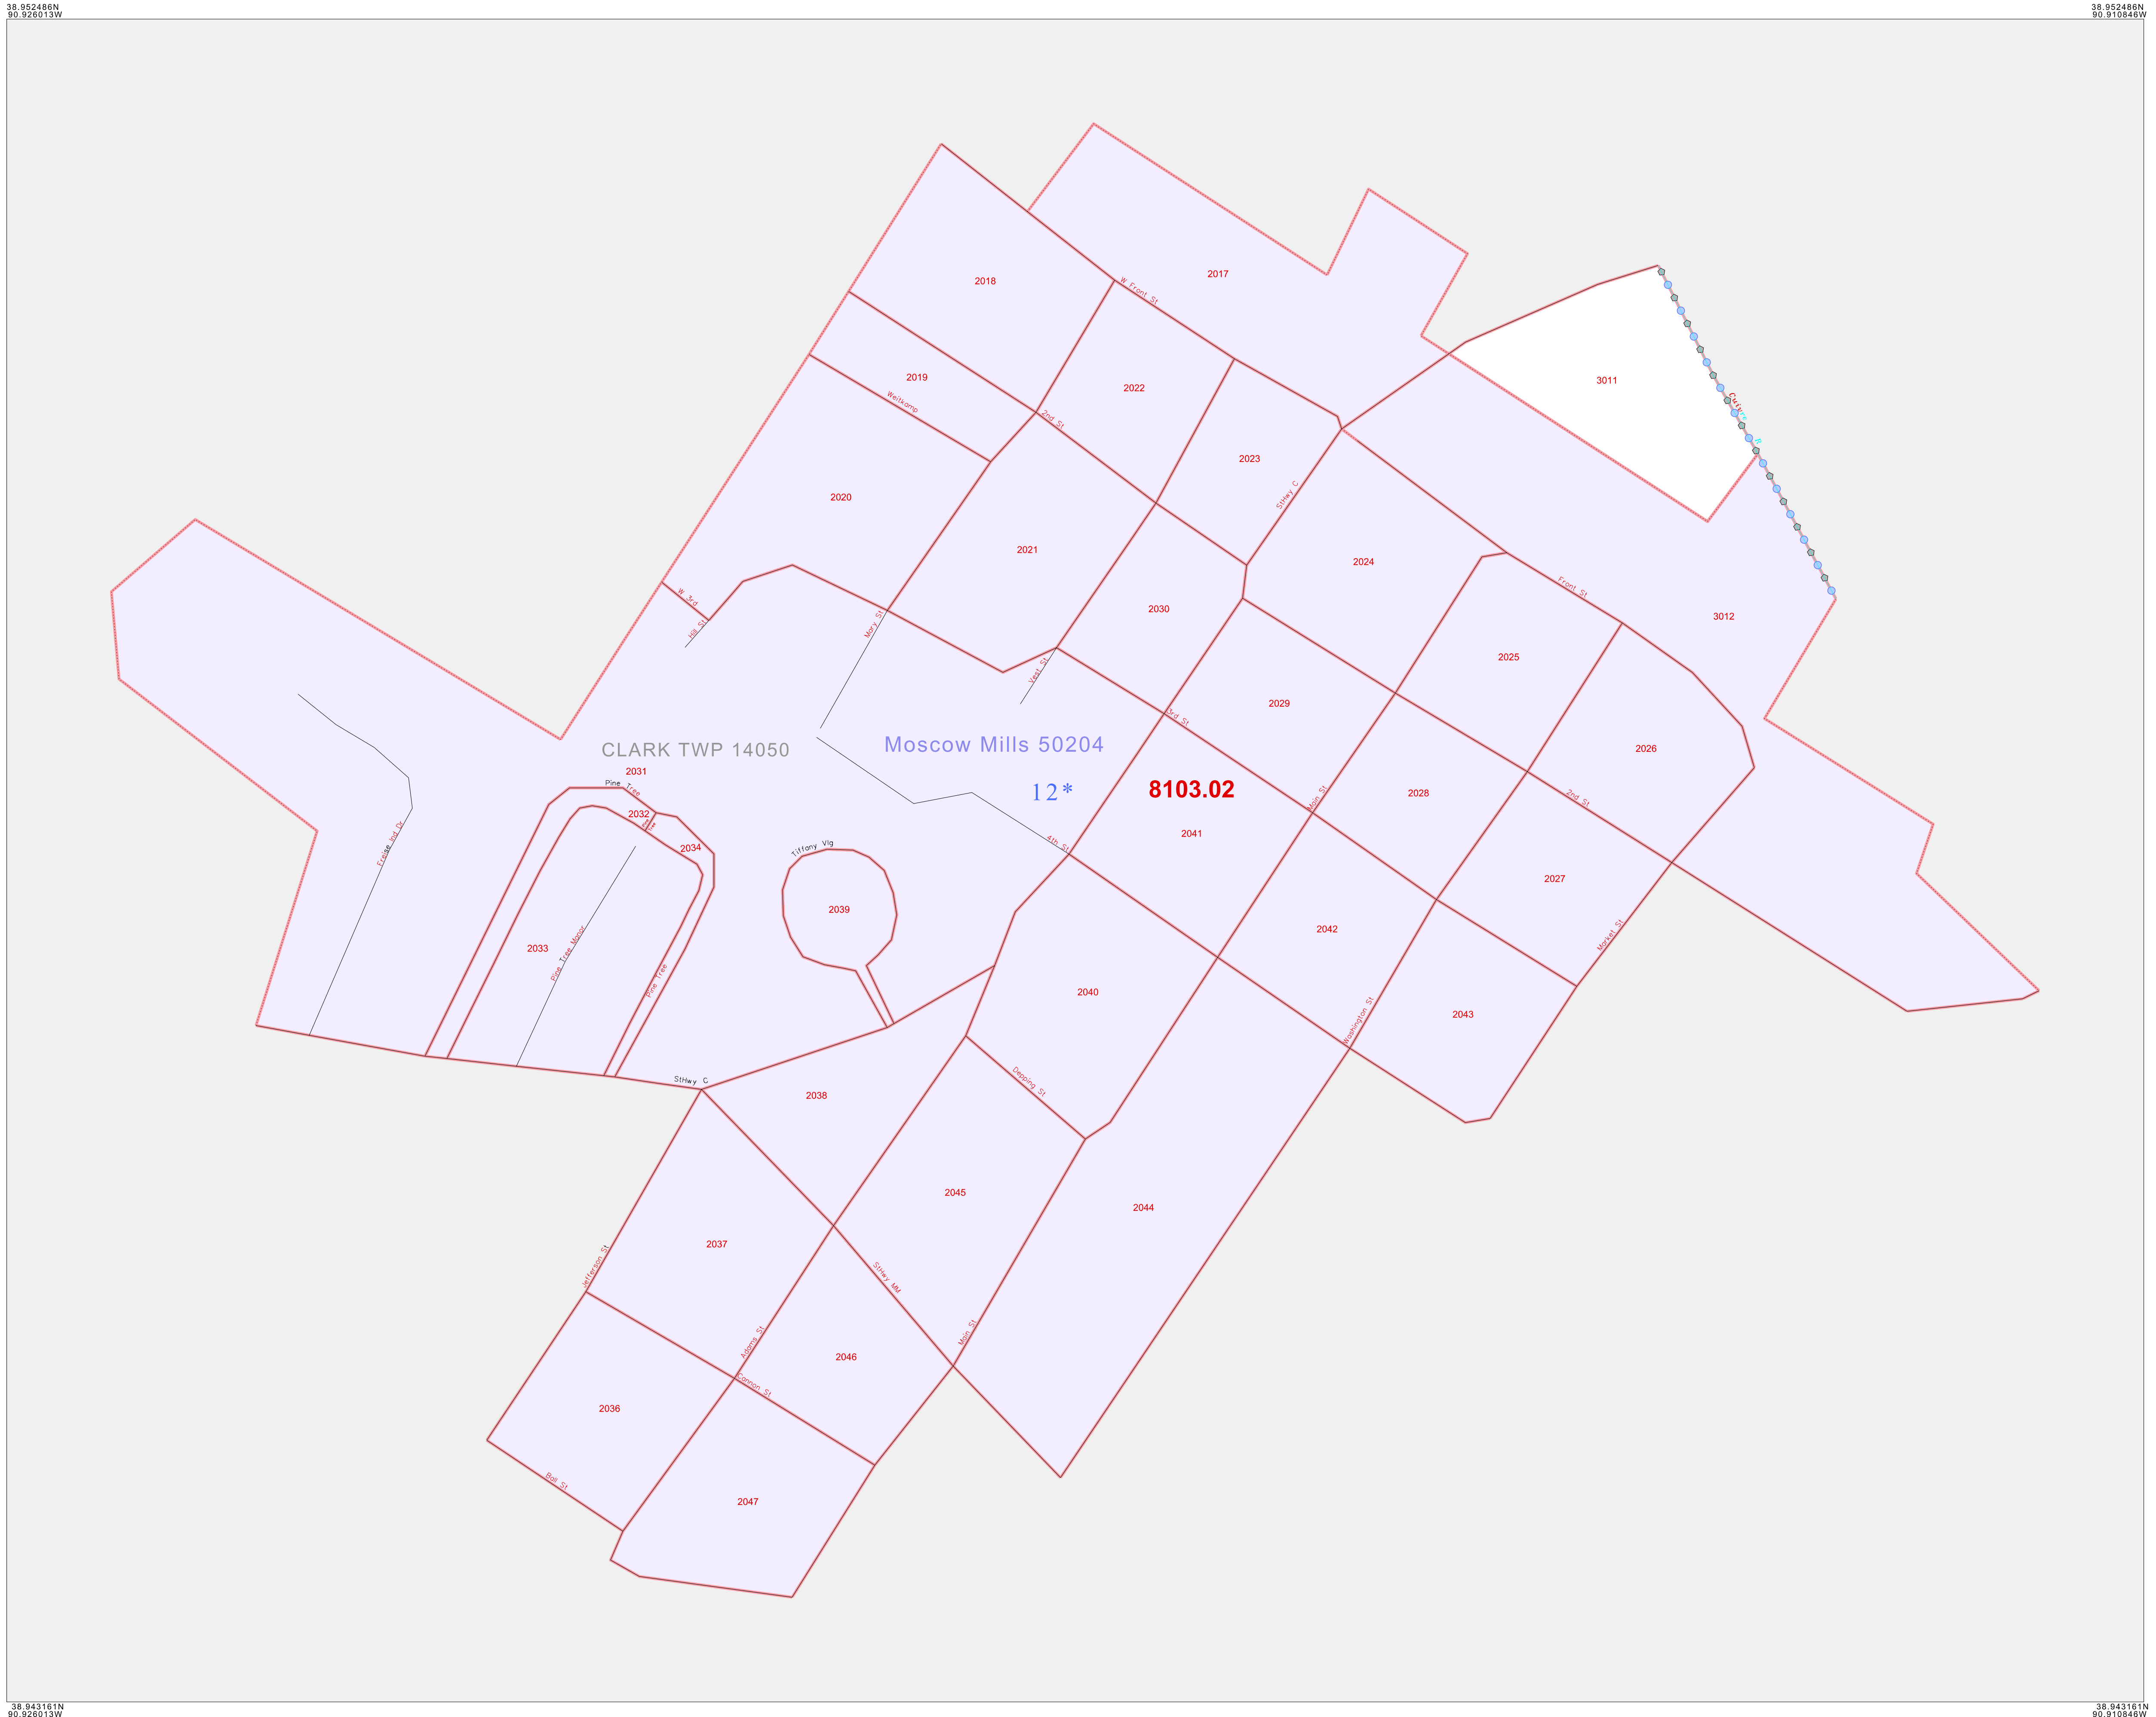 38.952486N
90.926013W
38.952486N
90.910846W
2017
2018
W Front St
2019
2022
3011
Weitkamp
2nd St
2023
2020
StHwy C
2021
2024
W 3rd
Hill St
Mary St
2030
Front St
3012
Vest St
2025
2029
3rd St
CLARK TWP 14050
Moscow Mills 50204
2026
2031
Pine Tree
12*
8103.02
2028
2nd St
Main St
2032
Freise Ind Dr
2034
Tiffany Vlg
4th St
2041
2027
2039
2033
Pine Tree Manor
Pine Tree
2042
Market St
2040
2043
Washington St
StHwy C
Depping St
2038
2045
2044
2037
Jefferson St
StHwy MM
Adams St
Main St
2046
Cannon St
2036
Ball St
2047
38.943161N
90.926013W
38.943161N
90.910846W